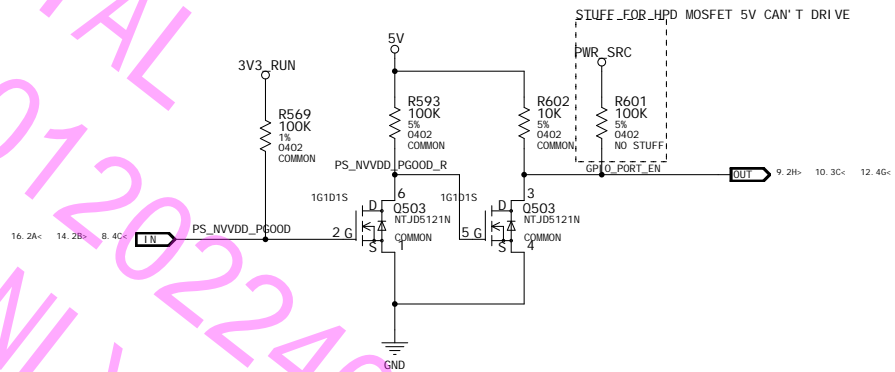 STUFF FOR HPD MOSFET 5V CAN'T DRIVE
5V
PWR_SRC
3V3_RUN
R569
100K
1%
0402
COMMON
R593
100K
5%
0402
COMMON
R602
10K
5%
0402
COMMON
R601
100K
5%
0402
NO STUFF
PS_NVVDD_PGOOD_R
GPIO_PORT_EN
OUT
9.2H> 10.3C< 12.4G<
1G1D1S
6
D
Q503
NTJD5121N
COMMON
2 G
S
1
1G1D1S
3
D
Q503
NTJD5121N
COMMON
5 G
S
4
16.2A< 14.2B> 8.4C<
IN
PS_NVVDD_PGOOD
GND